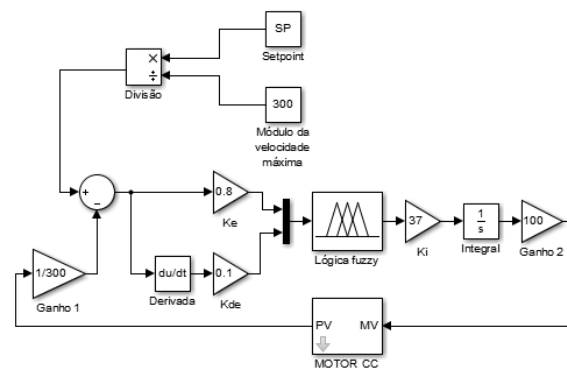 SP
Setpoint
×
÷
Divisão
300
Módulo da
velocidade
máxima
+
−
0.8
Ke
du/dt
Derivada
0.1
Kde
Lógica fuzzy
37
Ki
1
s
Integral
100
Ganho 2
1/300
Ganho 1
PV
MV
MOTOR CC